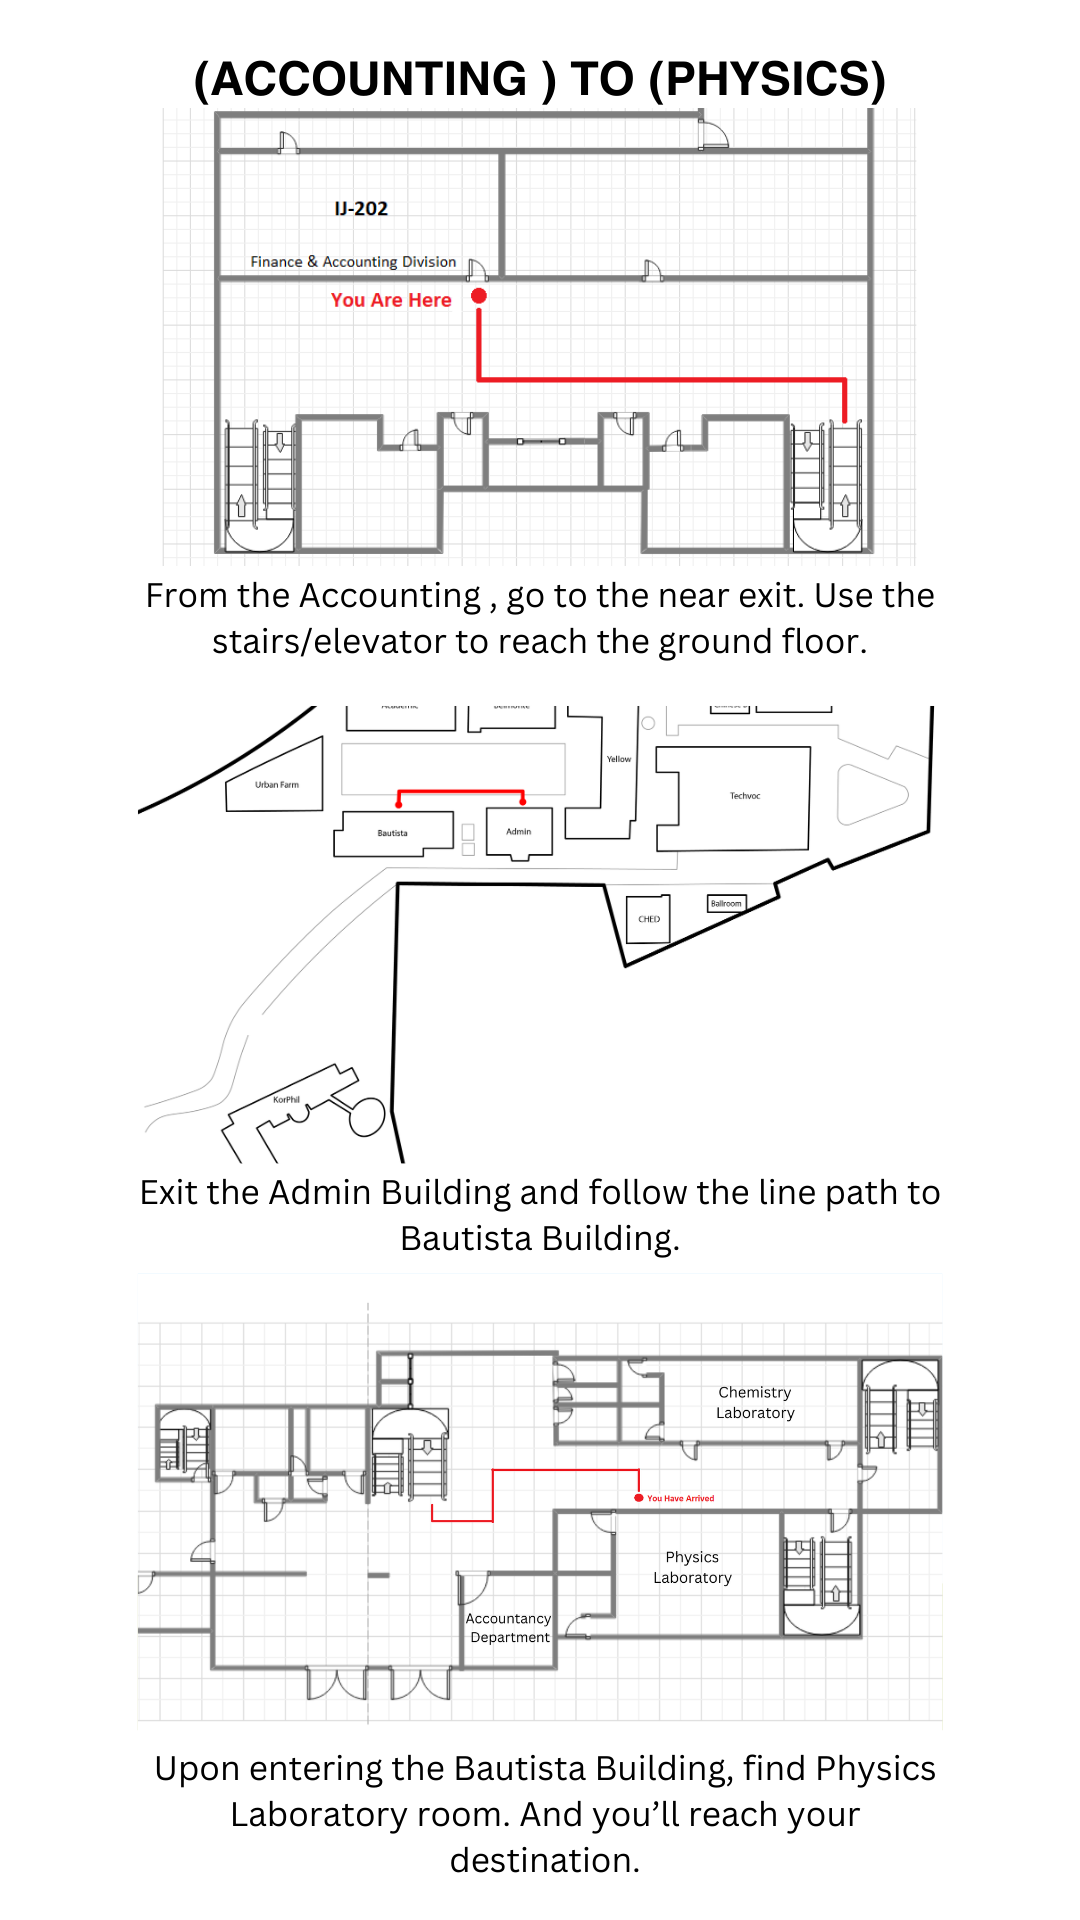 (ACCOUNTING ) TO (PHYSICS)
IJ-202
Finance & Accounting Division
You Are Here
From the Accounting , go to the near exit. Use the
stairs/elevator to reach the ground floor.
Academic
Belmonte
Yellow
Urban Farm
Techvoc
Bautista
Admin
Ballroom
CHED
KorPhil
Exit the Admin Building and follow the line path to
Bautista Building.
Chemistry
Laboratory
You Have Arrived
Physics
Laboratory
Accountancy
Department
Upon entering the Bautista Building, find Physics
Laboratory room. And you’ll reach your
destination.